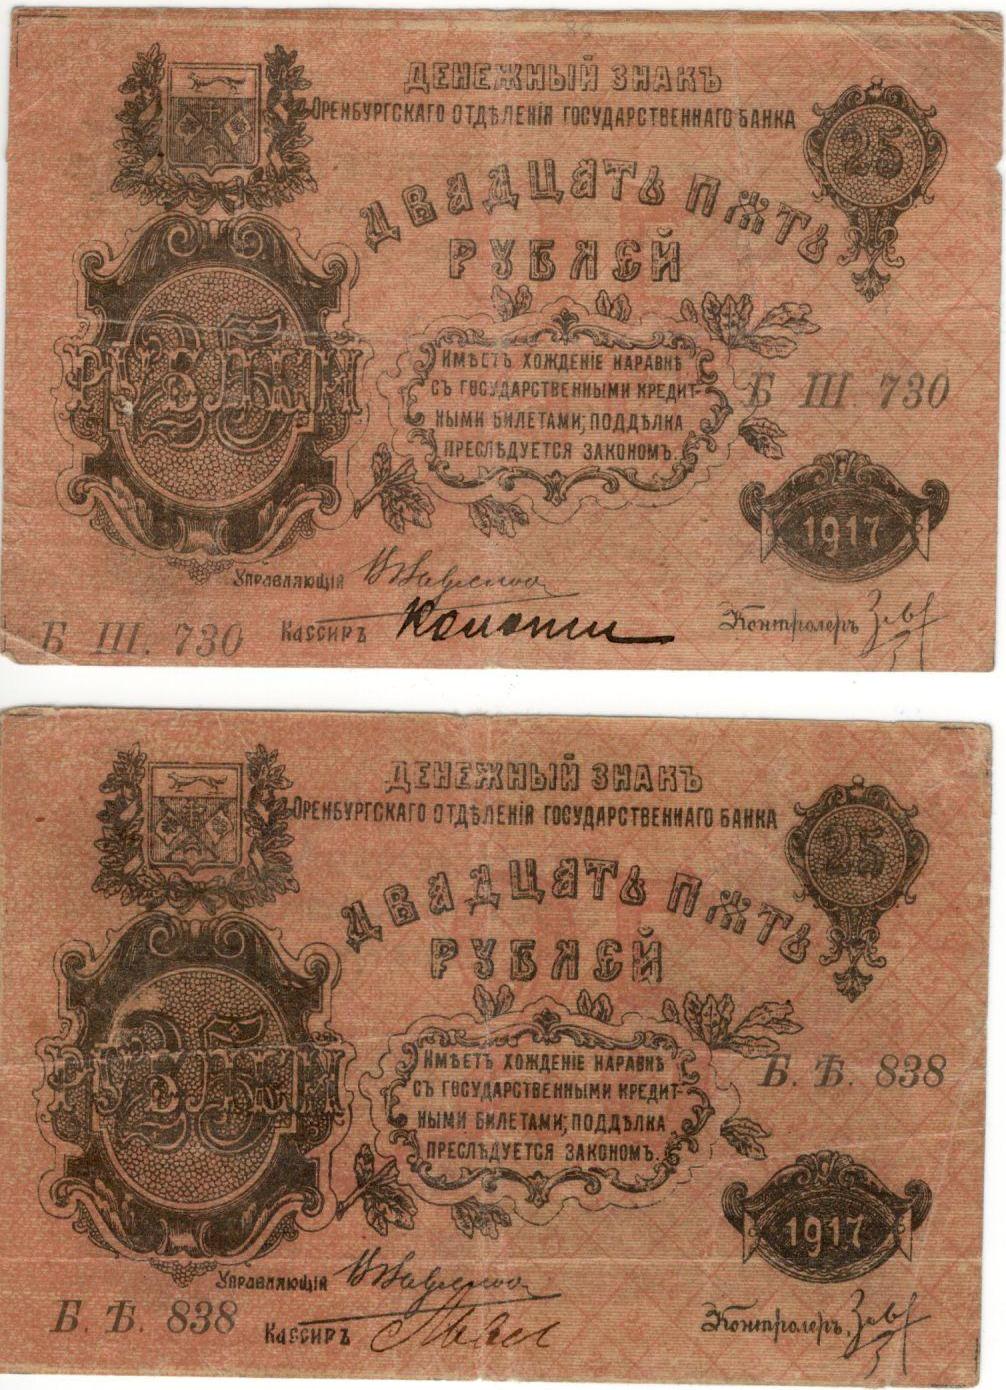 ДЕНЕЖНЫЙ ЗНАКЪ
ОРЕНБУРГСКАГО ОТДѢЛЕНІЯ ГОСУДАРСТВЕННАГО БАНКА
25
ДВАДЦАТЬ ПЯТЬ
РУБЛЕЙ
25
РУБЛЕЙ
ИМѢЕТЪ ХОЖДЕНІЕ НАРАВНѢ
СЪ ГОСУДАРСТВЕННЫМИ КРЕДИТ-
НЫМИ БИЛЕТАМИ; ПОДДѢЛКА
ПРЕСЛѢДУЕТСЯ ЗАКОНОМЪ.
Б Ш. 730
1917
Управляющій
Б Ш. 730
Кассиръ
Контролеръ
ДЕНЕЖНЫЙ ЗНАКЪ
ОРЕНБУРГСКАГО ОТДѢЛЕНІЯ ГОСУДАРСТВЕННАГО БАНКА
25
ДВАДЦАТЬ ПЯТЬ
РУБЛЕЙ
25
РУБЛЕЙ
ИМѢЕТЪ ХОЖДЕНІЕ НАРАВНѢ
СЪ ГОСУДАРСТВЕННЫМИ КРЕДИТ-
НЫМИ БИЛЕТАМИ; ПОДДѢЛКА
ПРЕСЛѢДУЕТСЯ ЗАКОНОМЪ.
Б. Ѣ. 838
1917
Управляющій
Б. Ѣ. 838
Кассиръ
Контролеръ